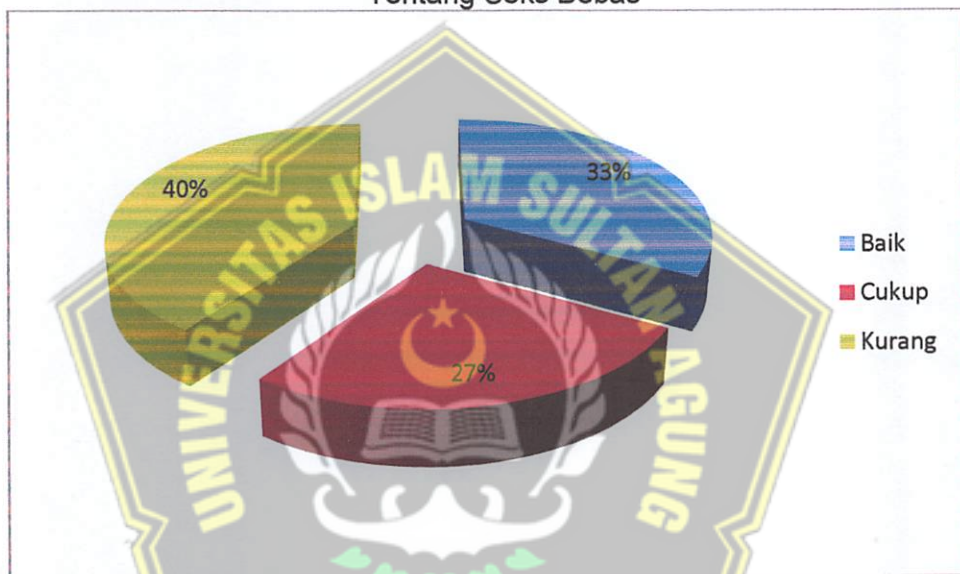 Tentang Seks Bebas
40%
33%
27%
Baik
Cukup
Kurang
UNIVERSITAS ISLAM SULTAN AGUNG